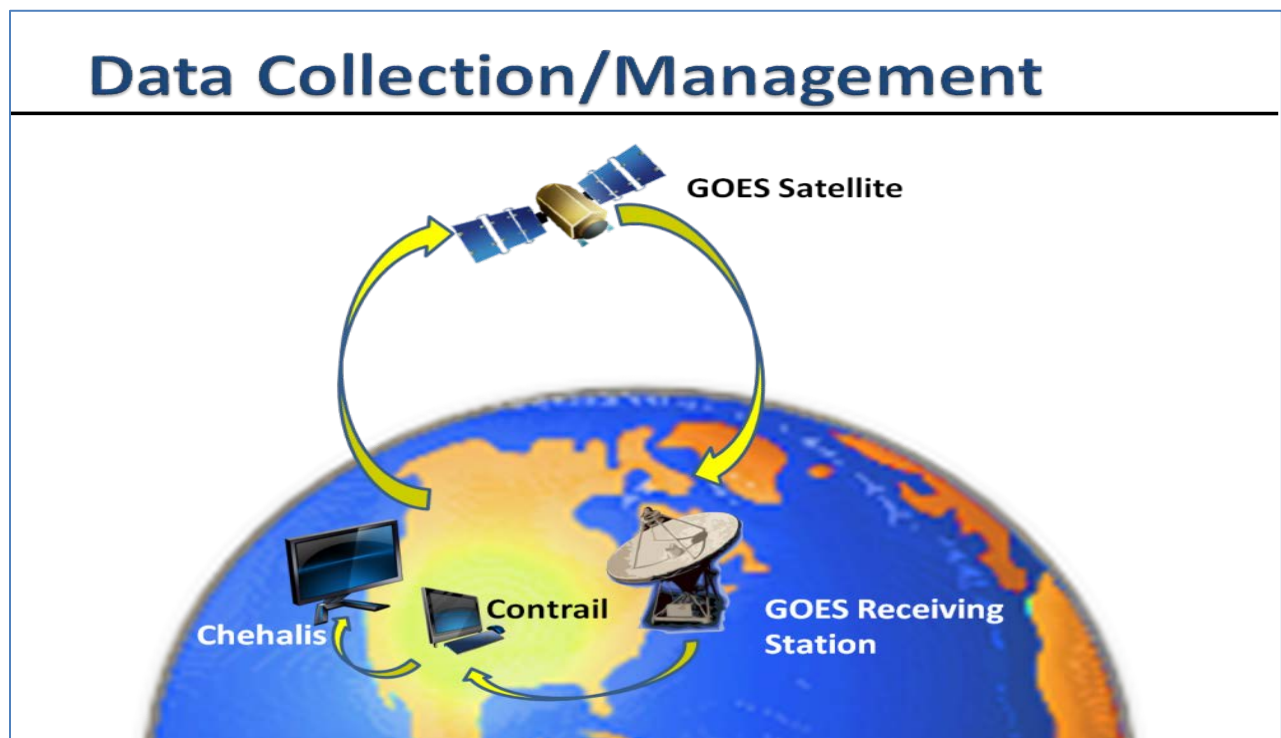 Data Collection/Management
GOES Satellite
Contrail
Chehalis
GOES Receiving
Station